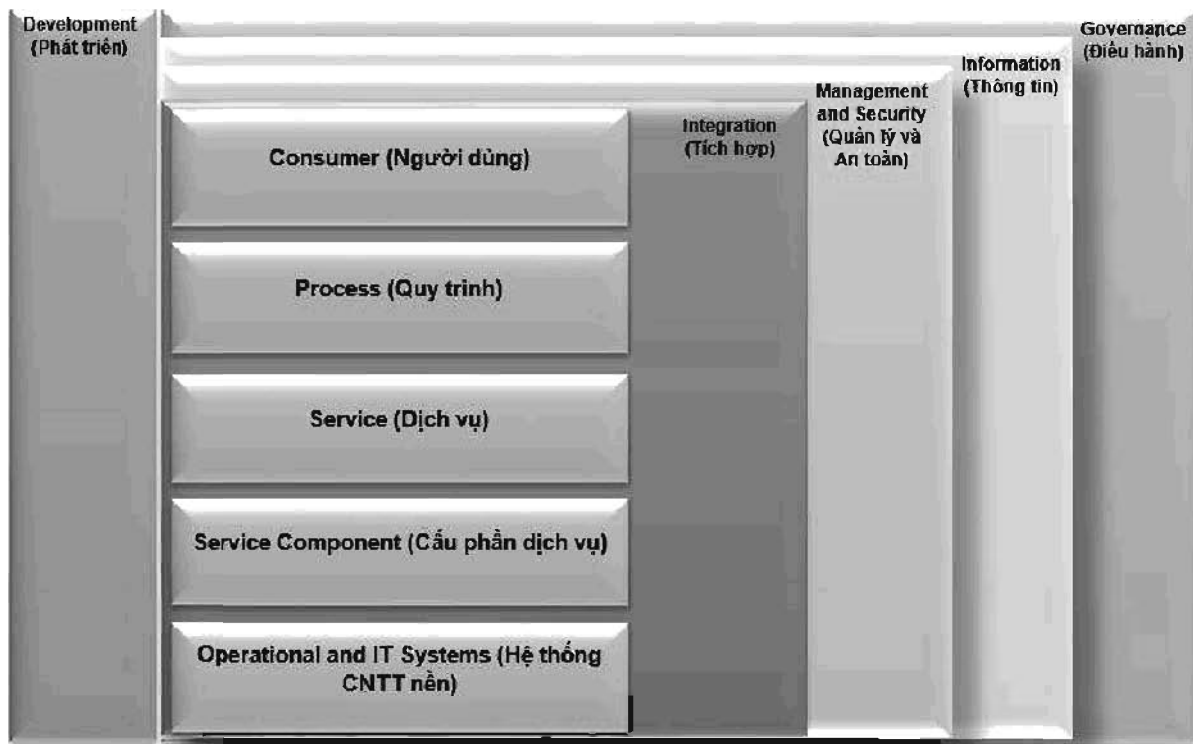 Development
(Phát triển)
Governance
(Điều hành)
Information
(Thông tin)
Management
and Security
(Quản lý và
An toàn)
Integration
(Tích hợp)
Consumer (Người dùng)
Process (Quy trình)
Service (Dịch vụ)
Service Component (Cấu phần dịch vụ)
Operational and IT Systems (Hệ thống
CNTT nền)